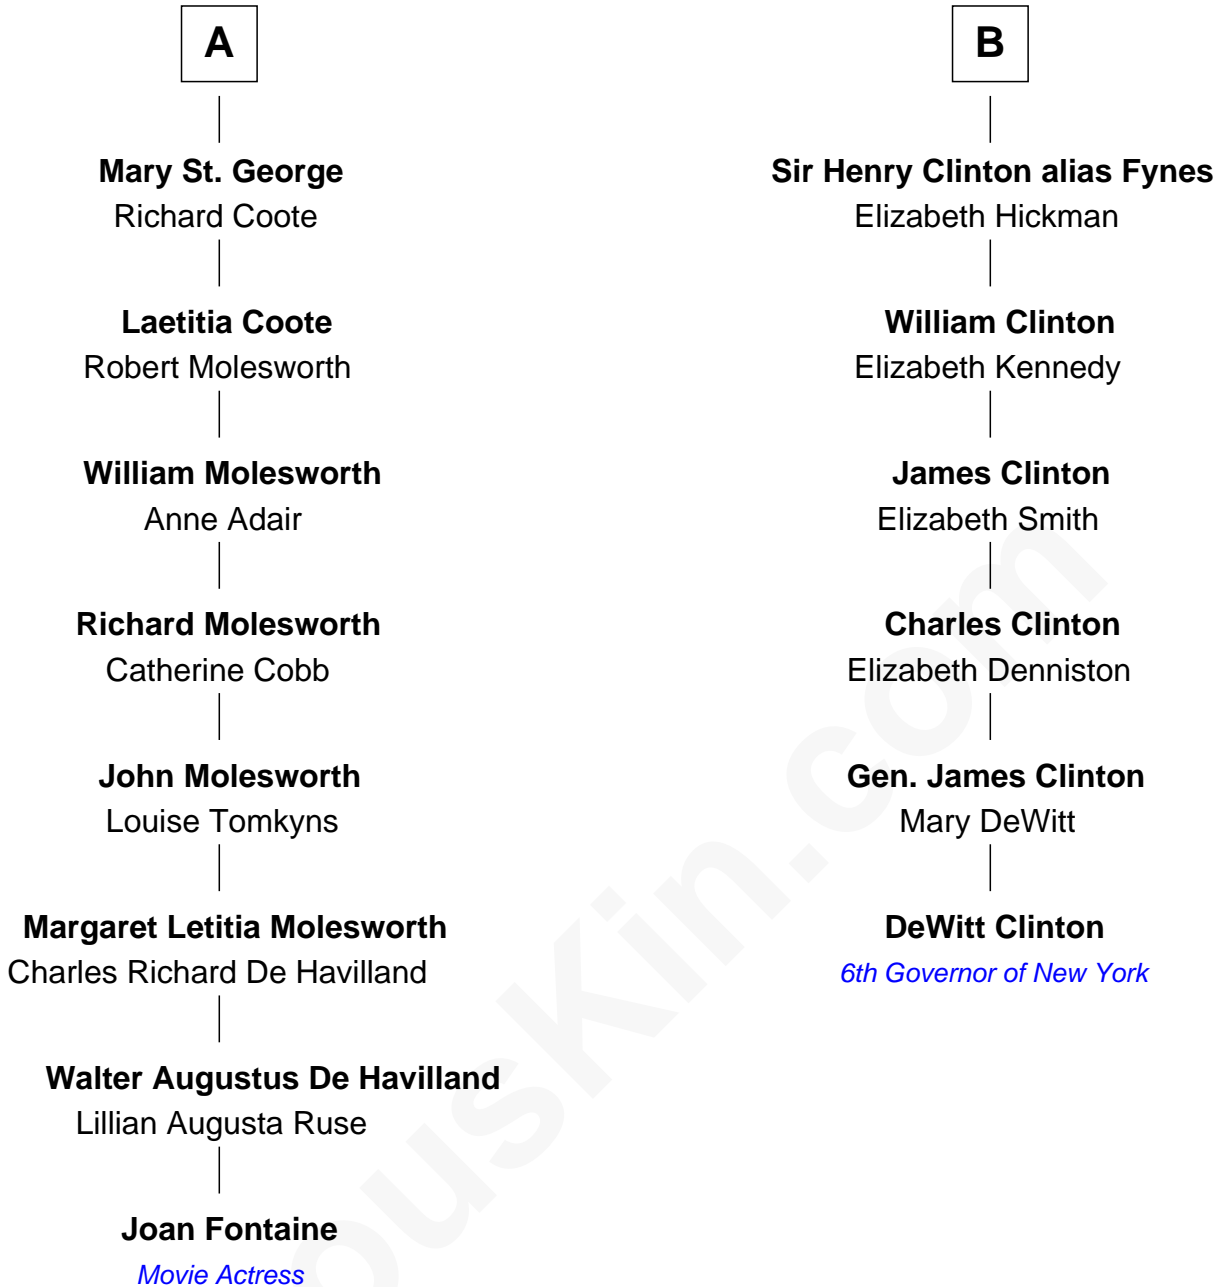 A
Mary St. George
Richard Coote
Laetitia Coote
Robert Molesworth
William Molesworth
Anne Adair
Richard Molesworth
Catherine Cobb
John Molesworth
Louise Tomkyns
Margaret Letitia Molesworth
Charles Richard De Havilland
Walter Augustus De Havilland
Lillian Augusta Ruse
Joan Fontaine
Movie Actress
B
Sir Henry Clinton alias Fynes
Elizabeth Hickman
William Clinton
Elizabeth Kennedy
James Clinton
Elizabeth Smith
Charles Clinton
Elizabeth Denniston
Gen. James Clinton
Mary DeWitt
DeWitt Clinton
6th Governor of New York
ousKin.com